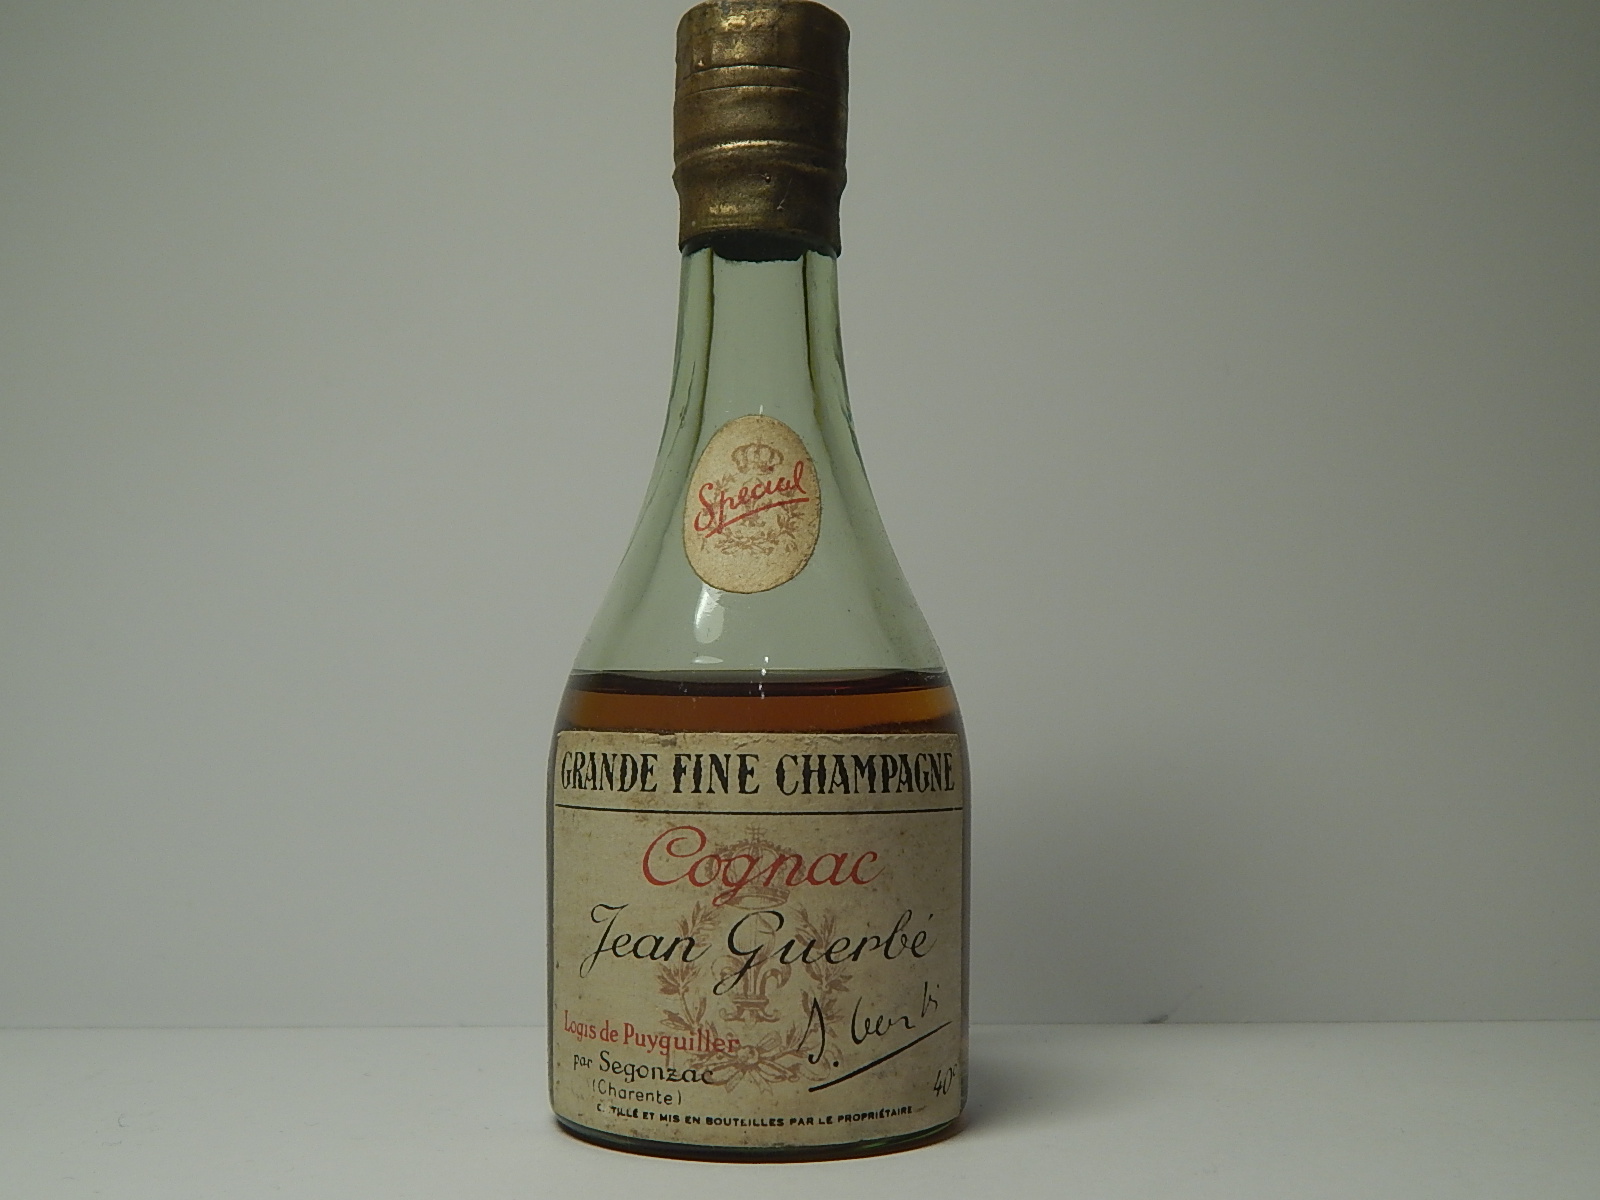 Special
GRANDE FINE CHAMPAGNE
Cognac
Jean Guerbé
Logis de Puyguiller
par Segonzac
(Charente)
40°
TILLÉ ET MIS EN BOUTEILLES PAR LE PROPRIÉTAIRE